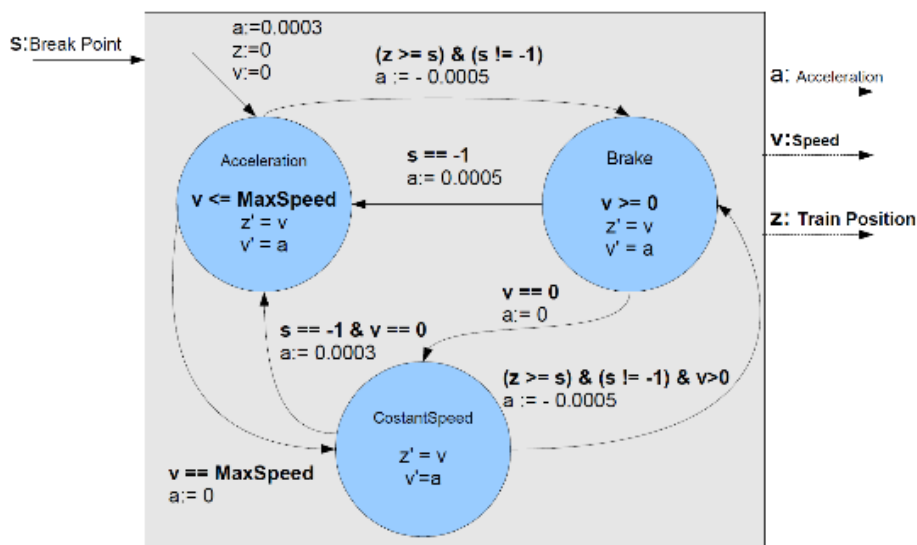 s:Break Point
a:=0.0003
z:=0
v:=0
(z >= s) & (s != -1)
a := - 0.0005
a: Acceleration
v:Speed
z: Train Position
Acceleration
v <= MaxSpeed
z' = v
v' = a
s == -1
a:= 0.0005
Brake
v >= 0
z' = v
v' = a
v == 0
a:= 0
s == -1 & v == 0
a:= 0.0003
(z >= s) & (s != -1) & v>0
a := - 0.0005
CostantSpeed
z' = v
v'=a
v == MaxSpeed
a:= 0